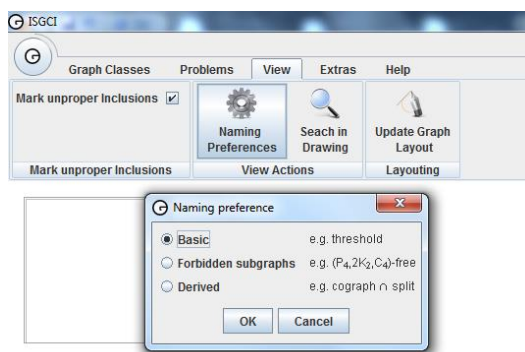 ISGCI
Graph Classes Problems View Extras Help
Mark unproper Inclusions
Naming Preferences
Seach in Drawing
Update Graph Layout
Mark unproper Inclusions View Actions Layouting
Naming preference
Basic e.g. threshold
Forbidden subgraphs e.g. (P₄,2K₂,C₄)-free
Derived e.g. cograph ∩ split
OK Cancel